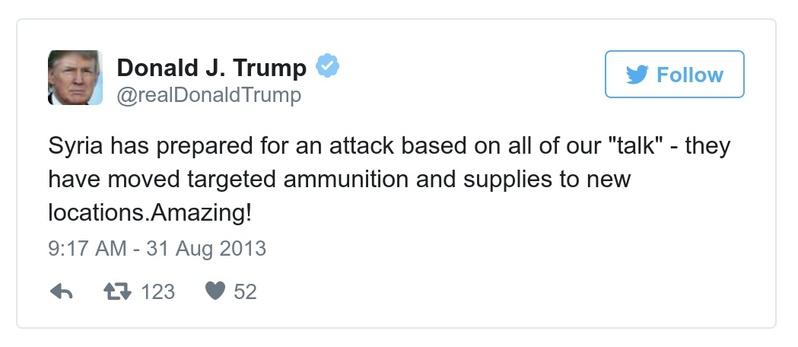 Donald J. Trump
@realDonaldTrump
Follow
Syria has prepared for an attack based on all of our "talk" - they
have moved targeted ammunition and supplies to new
locations.Amazing!
9:17 AM - 31 Aug 2013
123 52